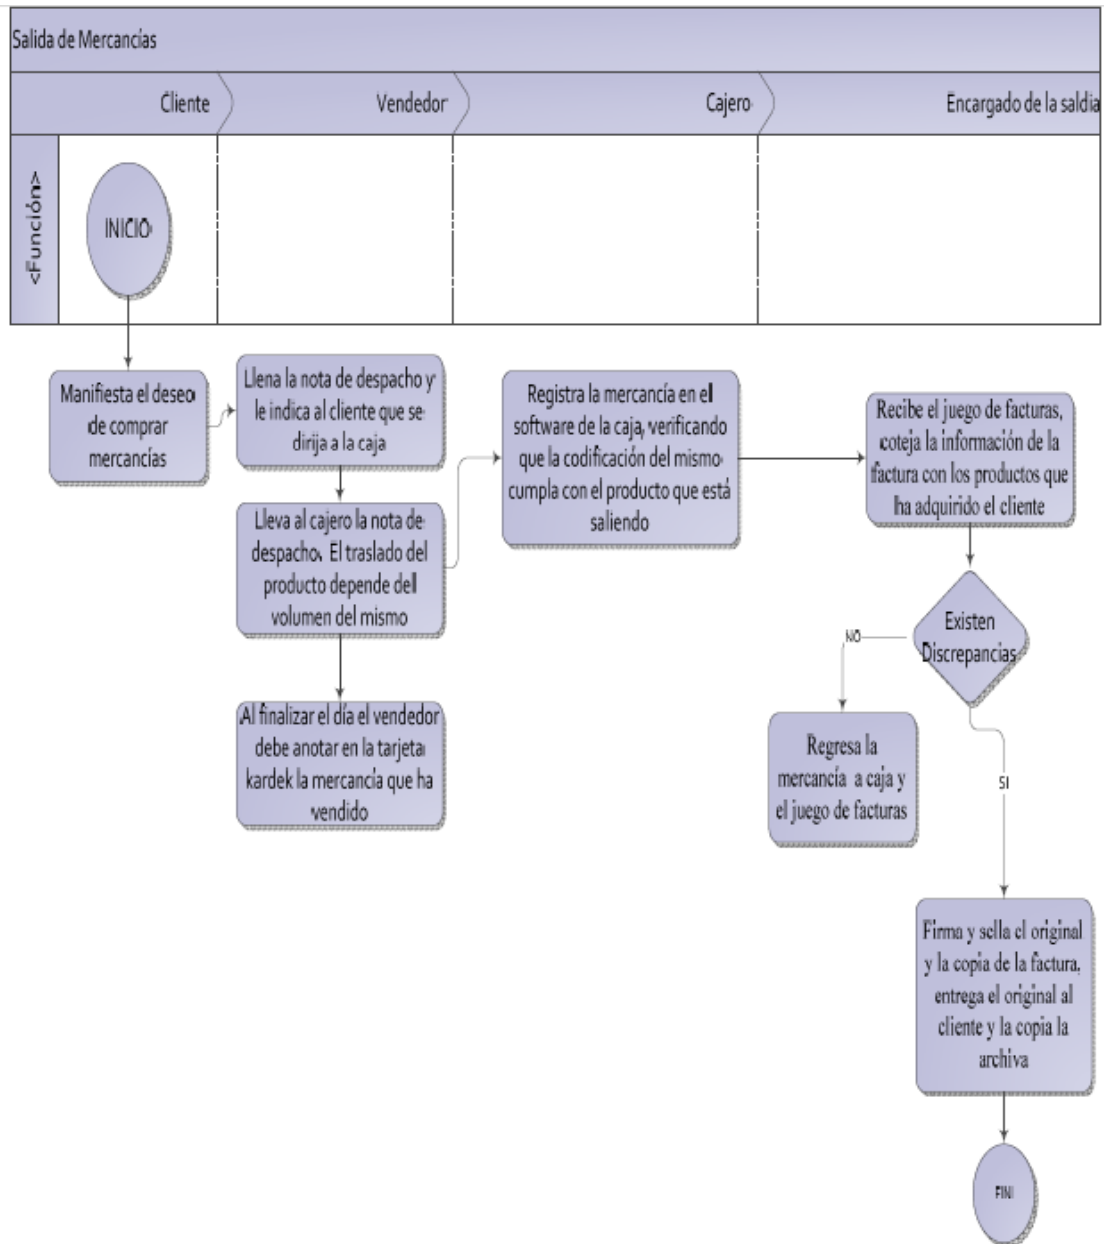 Salida de Mercancías
Cliente
Vendedor
Cajero
Encargado de la saldia
<Función>
INICIO
Manifiesta el deseo
de comprar
mercancías
Llena la nota de despacho y
le indica al cliente que se
dirija a la caja
Lleva al cajero la nota de
despacho. El traslado del
producto depende del
volumen del mismo
Al finalizar el día el vendedor
debe anotar en la tarjeta
kardek la mercancía que ha
vendido
Registra la mercancía en el
software de la caja, verificando
que la codificación del mismo
cumpla con el producto que está
saliendo
Recibe el juego de facturas,
coteja la información de la
factura con los productos que
ha adquirido el cliente
Existen
Discrepancias
NO
Regresa la
mercancía a caja y
el juego de facturas
SI
Firma y sella el original
y la copia de la factura,
entrega el original al
cliente y la copia la
archiva
FIN